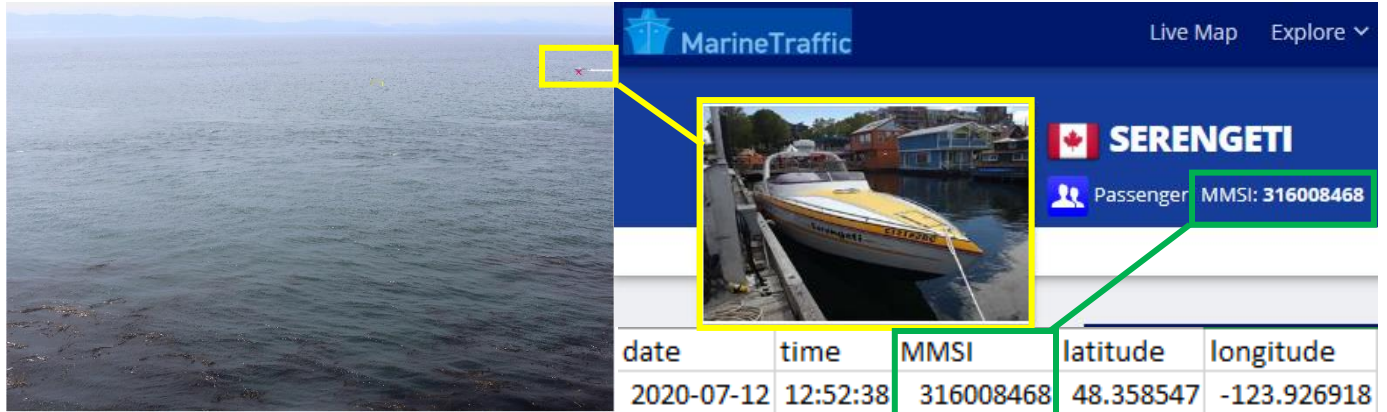 MarineTraffic
Live Map Explore
SERENGETI
Passenger MMSI: 316008468
Serengeti
date time MMSI latitude longitude
2020-07-12 12:52:38 316008468 48.358547 -123.926918